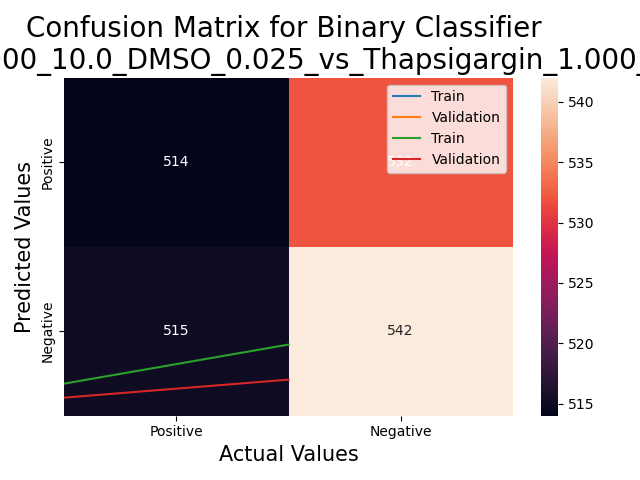 Confusion Matrix for Binary Classifier
00_10.0_DMSO_0.025_vs_Thapsigargin_1.000_
Train
Validation
Train
Validation
514
515
542
Positive
Negative
Predicted Values
Positive
Negative
Actual Values
540
535
530
525
520
515